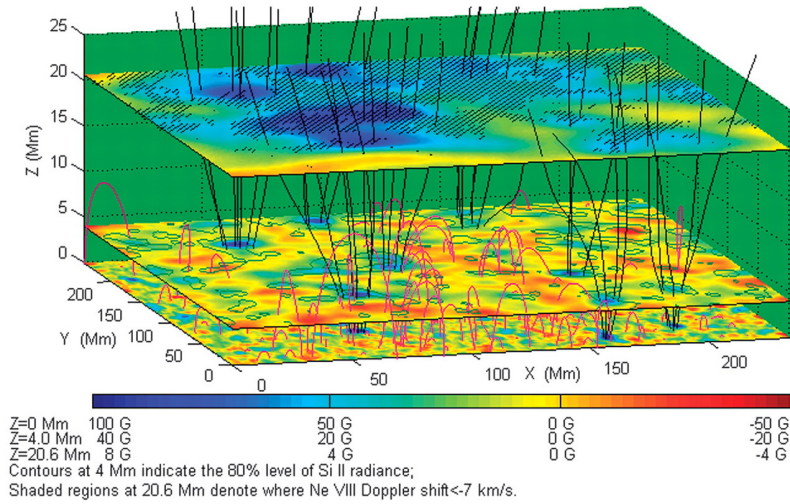 25
20
15
10
5
0
Z (Mm)
200
150
100
50
0
Y (Mm)
0
50
100
150
200
X (Mm)
Z=0 Mm 100 G 50 G 0 G -50 G
Z=4.0 Mm 40 G 20 G 0 G -20 G
Z=20.6 Mm 8 G 4 G 0 G -4 G
Contours at 4 Mm indicate the 80% level of Si II radiance;
Shaded regions at 20.6 Mm denote where Ne VIII Doppler shift<-7 km/s.